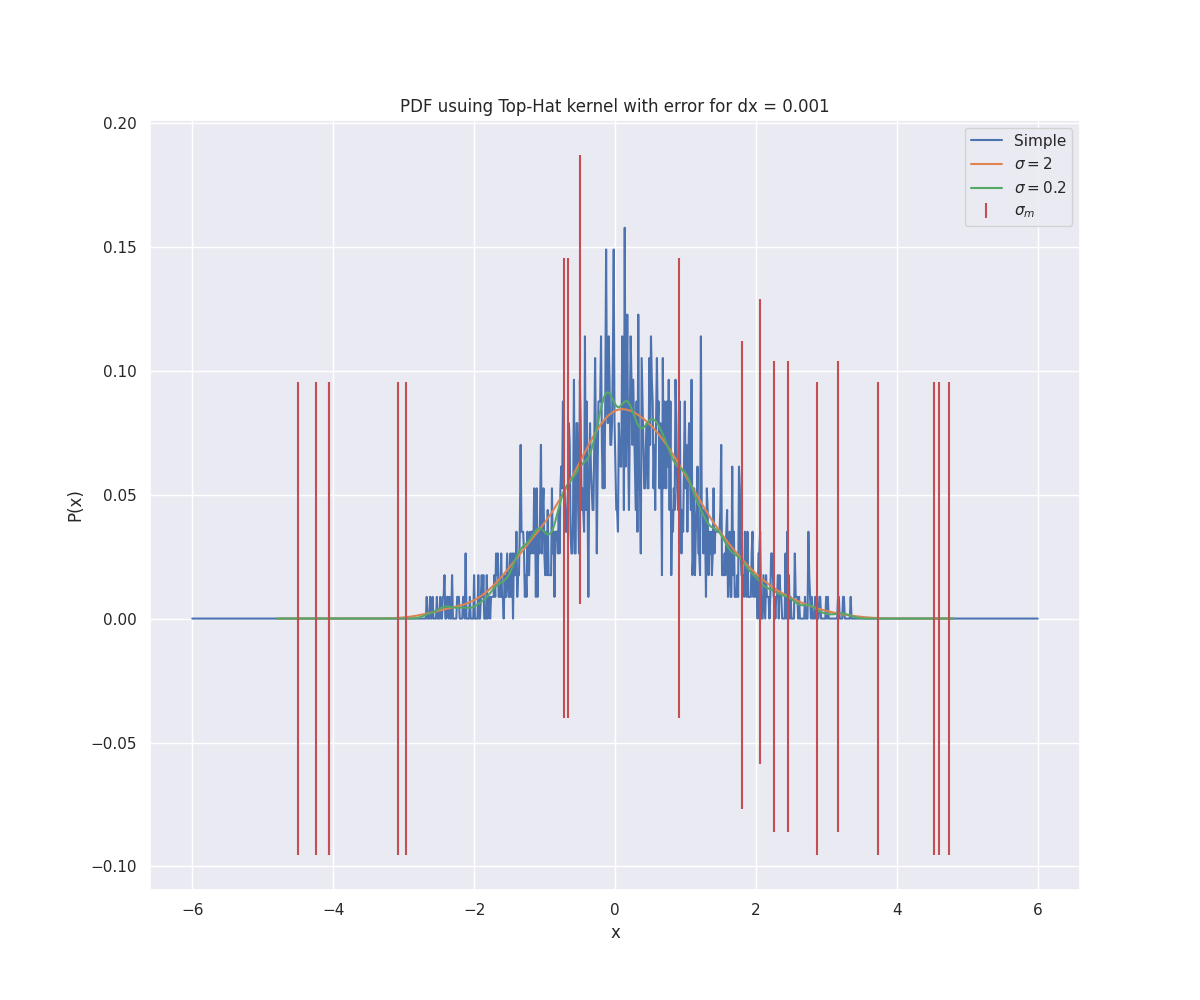 PDF usuing Top-Hat kernel with error for dx = 0.001
0.20
0.15
0.10
0.05
0.00
−0.05
−0.10
P(x)
Simple
σ = 2
σ = 0.2
σm
−6
−4
−2
0
2
4
6
x